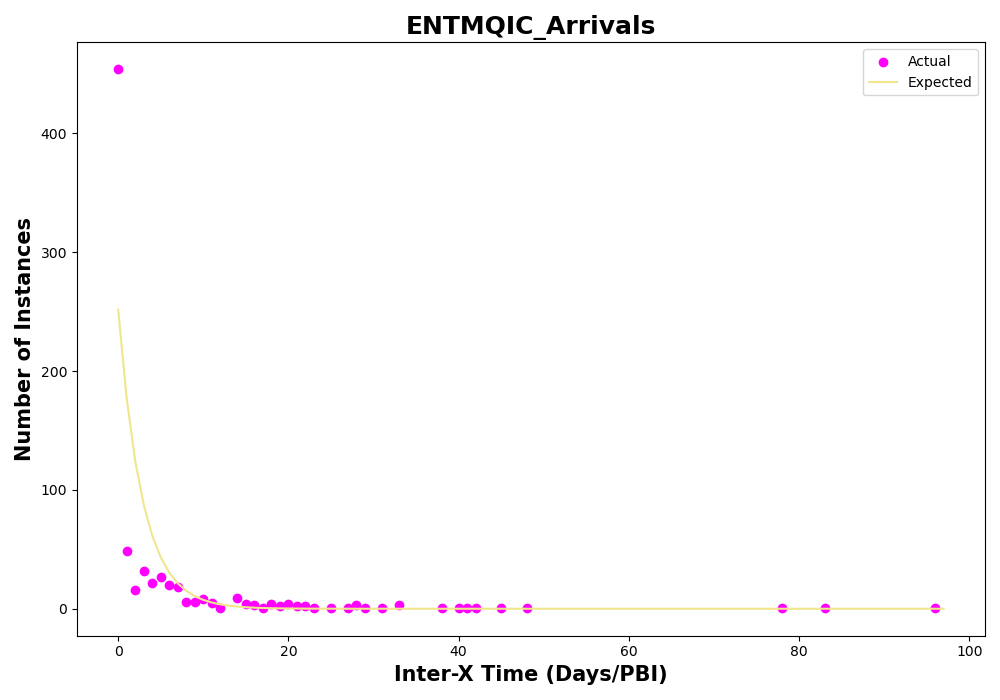 ENTMQIC_Arrivals
Actual
Expected
Number of Instances
400
300
200
100
0
0
20
40
60
80
100
Inter-X Time (Days/PBI)